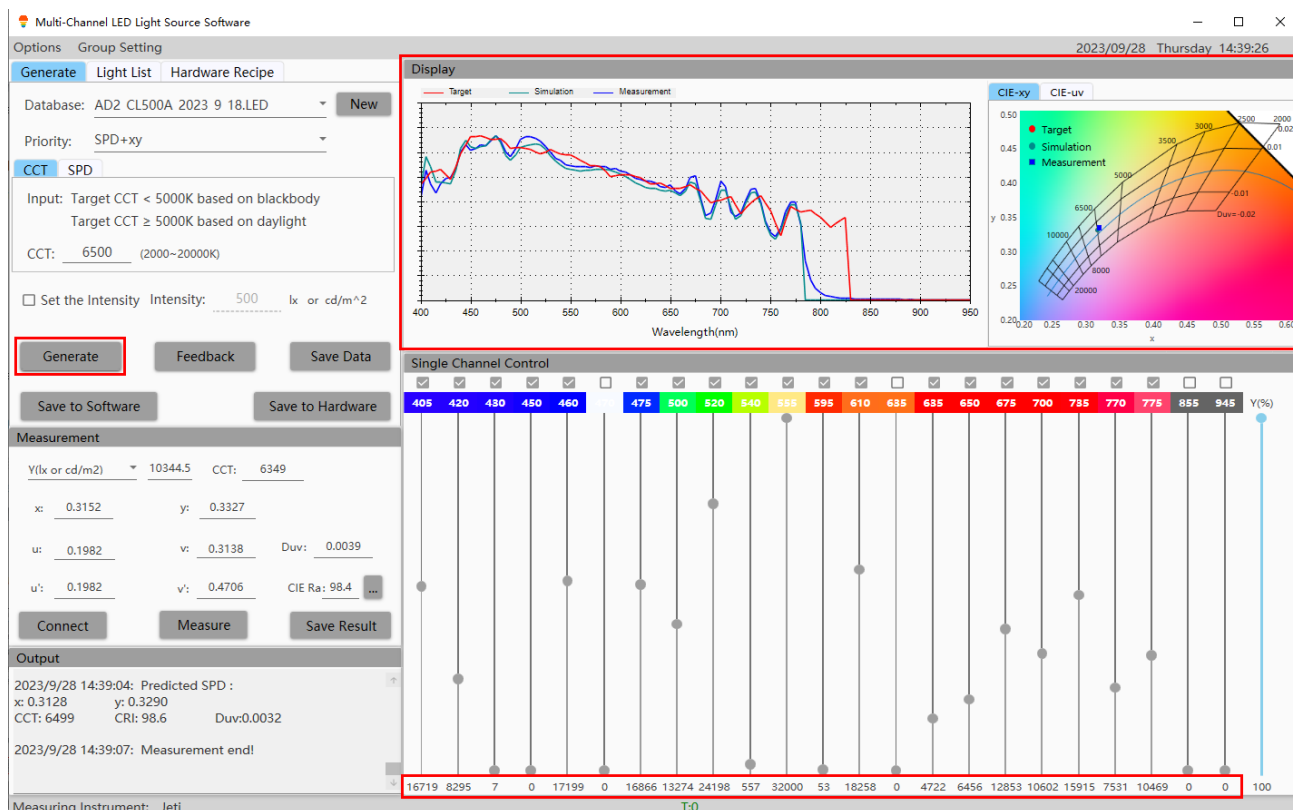 Multi-Channel LED Light Source Software
Options Group Setting 2023/09/28 Thursday 14:39:26
Generate Light List Hardware Recipe
Database: AD2 CL500A 2023 9 18.LED New
Priority: SPD+xy
CCT SPD
Input: Target CCT < 5000K based on blackbody
Target CCT ≥ 5000K based on daylight
CCT: 6500 (2000~20000K)
Set the Intensity Intensity: 500 lx or cd/m^2
Generate Feedback Save Data
Save to Software Save to Hardware
Measurement
Y(lx or cd/m2) 10344.5 CCT: 6349
x: 0.3152 y: 0.3327
u: 0.1982 v: 0.3138 Duv: 0.0039
u': 0.1982 v': 0.4706 CIE Ra: 98.4 ...
Connect Measure Save Result
Output
2023/9/28 14:39:04: Predicted SPD :
x: 0.3128 y: 0.3290
CCT: 6499 CRI: 98.6 Duv:0.0032
2023/9/28 14:39:07: Measurement end!
Measuring Instrument: Jeti T:0
Display
Target Simulation Measurement
400 450 500 550 600 650 700 750 800 850 900 950
Wavelength(nm)
CIE-xy CIE-uv
Target
Simulation
Measurement
0.50
0.45
0.40
y 0.35
0.30
0.25
0.20
0.20 0.25 0.30 0.35 0.40 0.45 0.50 0.55 0.60
x
2000
2500
3000
3500
5000
6500
8000
10000
20000
0.02
0.01
-0.01
Duv=-0.02
Single Channel Control
405 420 430 450 460 475 500 520 540 555 595 610 635 635 650 675 700 735 770 775 855 945 Y(%)
16719 8295 7 0 17199 0 16866 13274 24198 557 32000 53 18258 0 4722 6456 12853 10602 15915 7531 10469 0 0 100